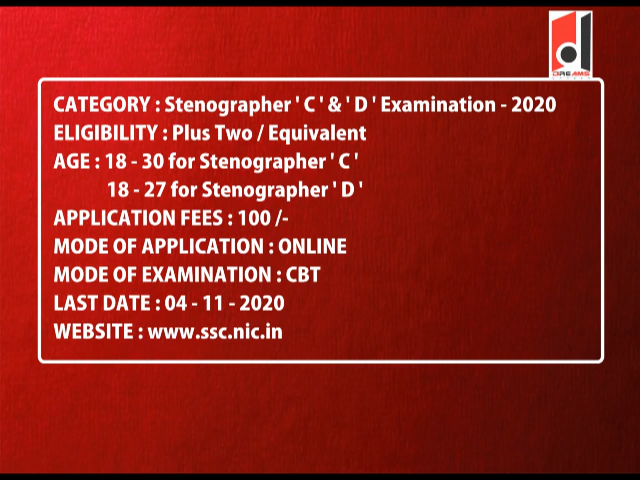 DREAMS
CATEGORY : Stenographer ' C ' & ' D ' Examination - 2020
ELIGIBILITY : Plus Two / Equivalent
AGE : 18 - 30 for Stenographer ' C '
18 - 27 for Stenographer ' D '
APPLICATION FEES : 100 /-
MODE OF APPLICATION : ONLINE
MODE OF EXAMINATION : CBT
LAST DATE : 04 - 11 - 2020
WEBSITE : www.ssc.nic.in